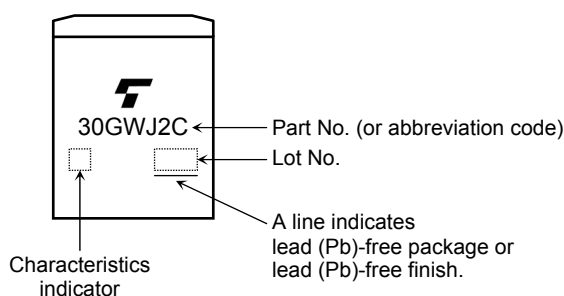 30GWJ2C
Part No. (or abbreviation code)
Lot No.
A line indicates
lead (Pb)-free package or
lead (Pb)-free finish.
Characteristics
indicator